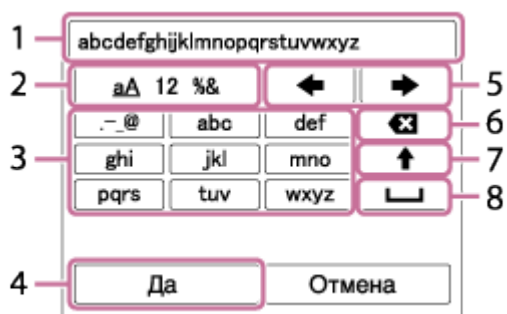 1 abcdefghijklmnopqrstuvwxyz
2 aA 12 %& 5
.-_@ abc def 6
3 ghi jkl mno 7
pqrs tuv wxyz 8
4 Да Отмена